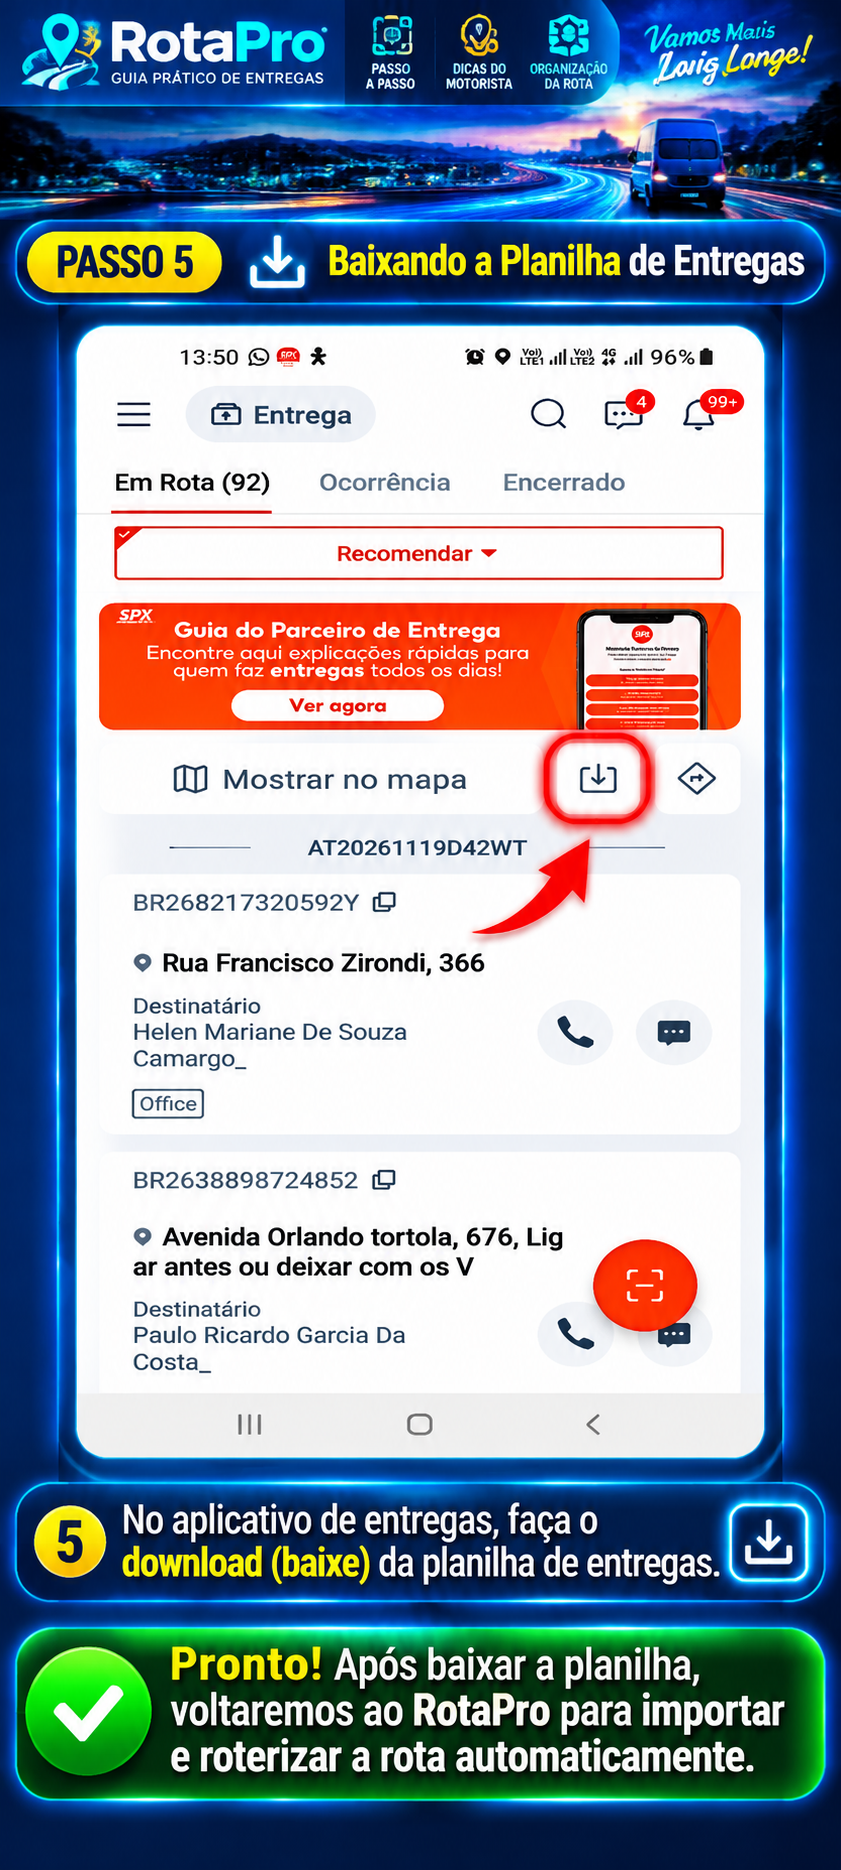 RotaPro
GUIA PRÁTICO DE ENTREGAS
PASSO
A PASSO
DICAS DO
MOTORISTA
ORGANIZAÇÃO
DA ROTA
Vamos Mais
Longe!
PASSO 5
Baixando a Planilha de Entregas
13:50
Vo) LTE1 Vo) LTE2 4G 96%
Entrega
4
99+
Em Rota (92) Ocorrência Encerrado
Recomendar
SPX
Guia do Parceiro de Entrega
Encontre aqui explicações rápidas para
quem faz entregas todos os dias!
Ver agora
Mostrar no mapa
AT20261119D42WT
BR268217320592Y
Rua Francisco Zirondi, 366
Destinatário
Helen Mariane De Souza
Camargo_
Office
BR2638898724852
Avenida Orlando tortola, 676, Lig
ar antes ou deixar com os V
Destinatário
Paulo Ricardo Garcia Da
Costa_
5
No aplicativo de entregas, faça o
download (baixe) da planilha de entregas.
Pronto! Após baixar a planilha,
voltaremos ao RotaPro para importar
e roterizar a rota automaticamente.